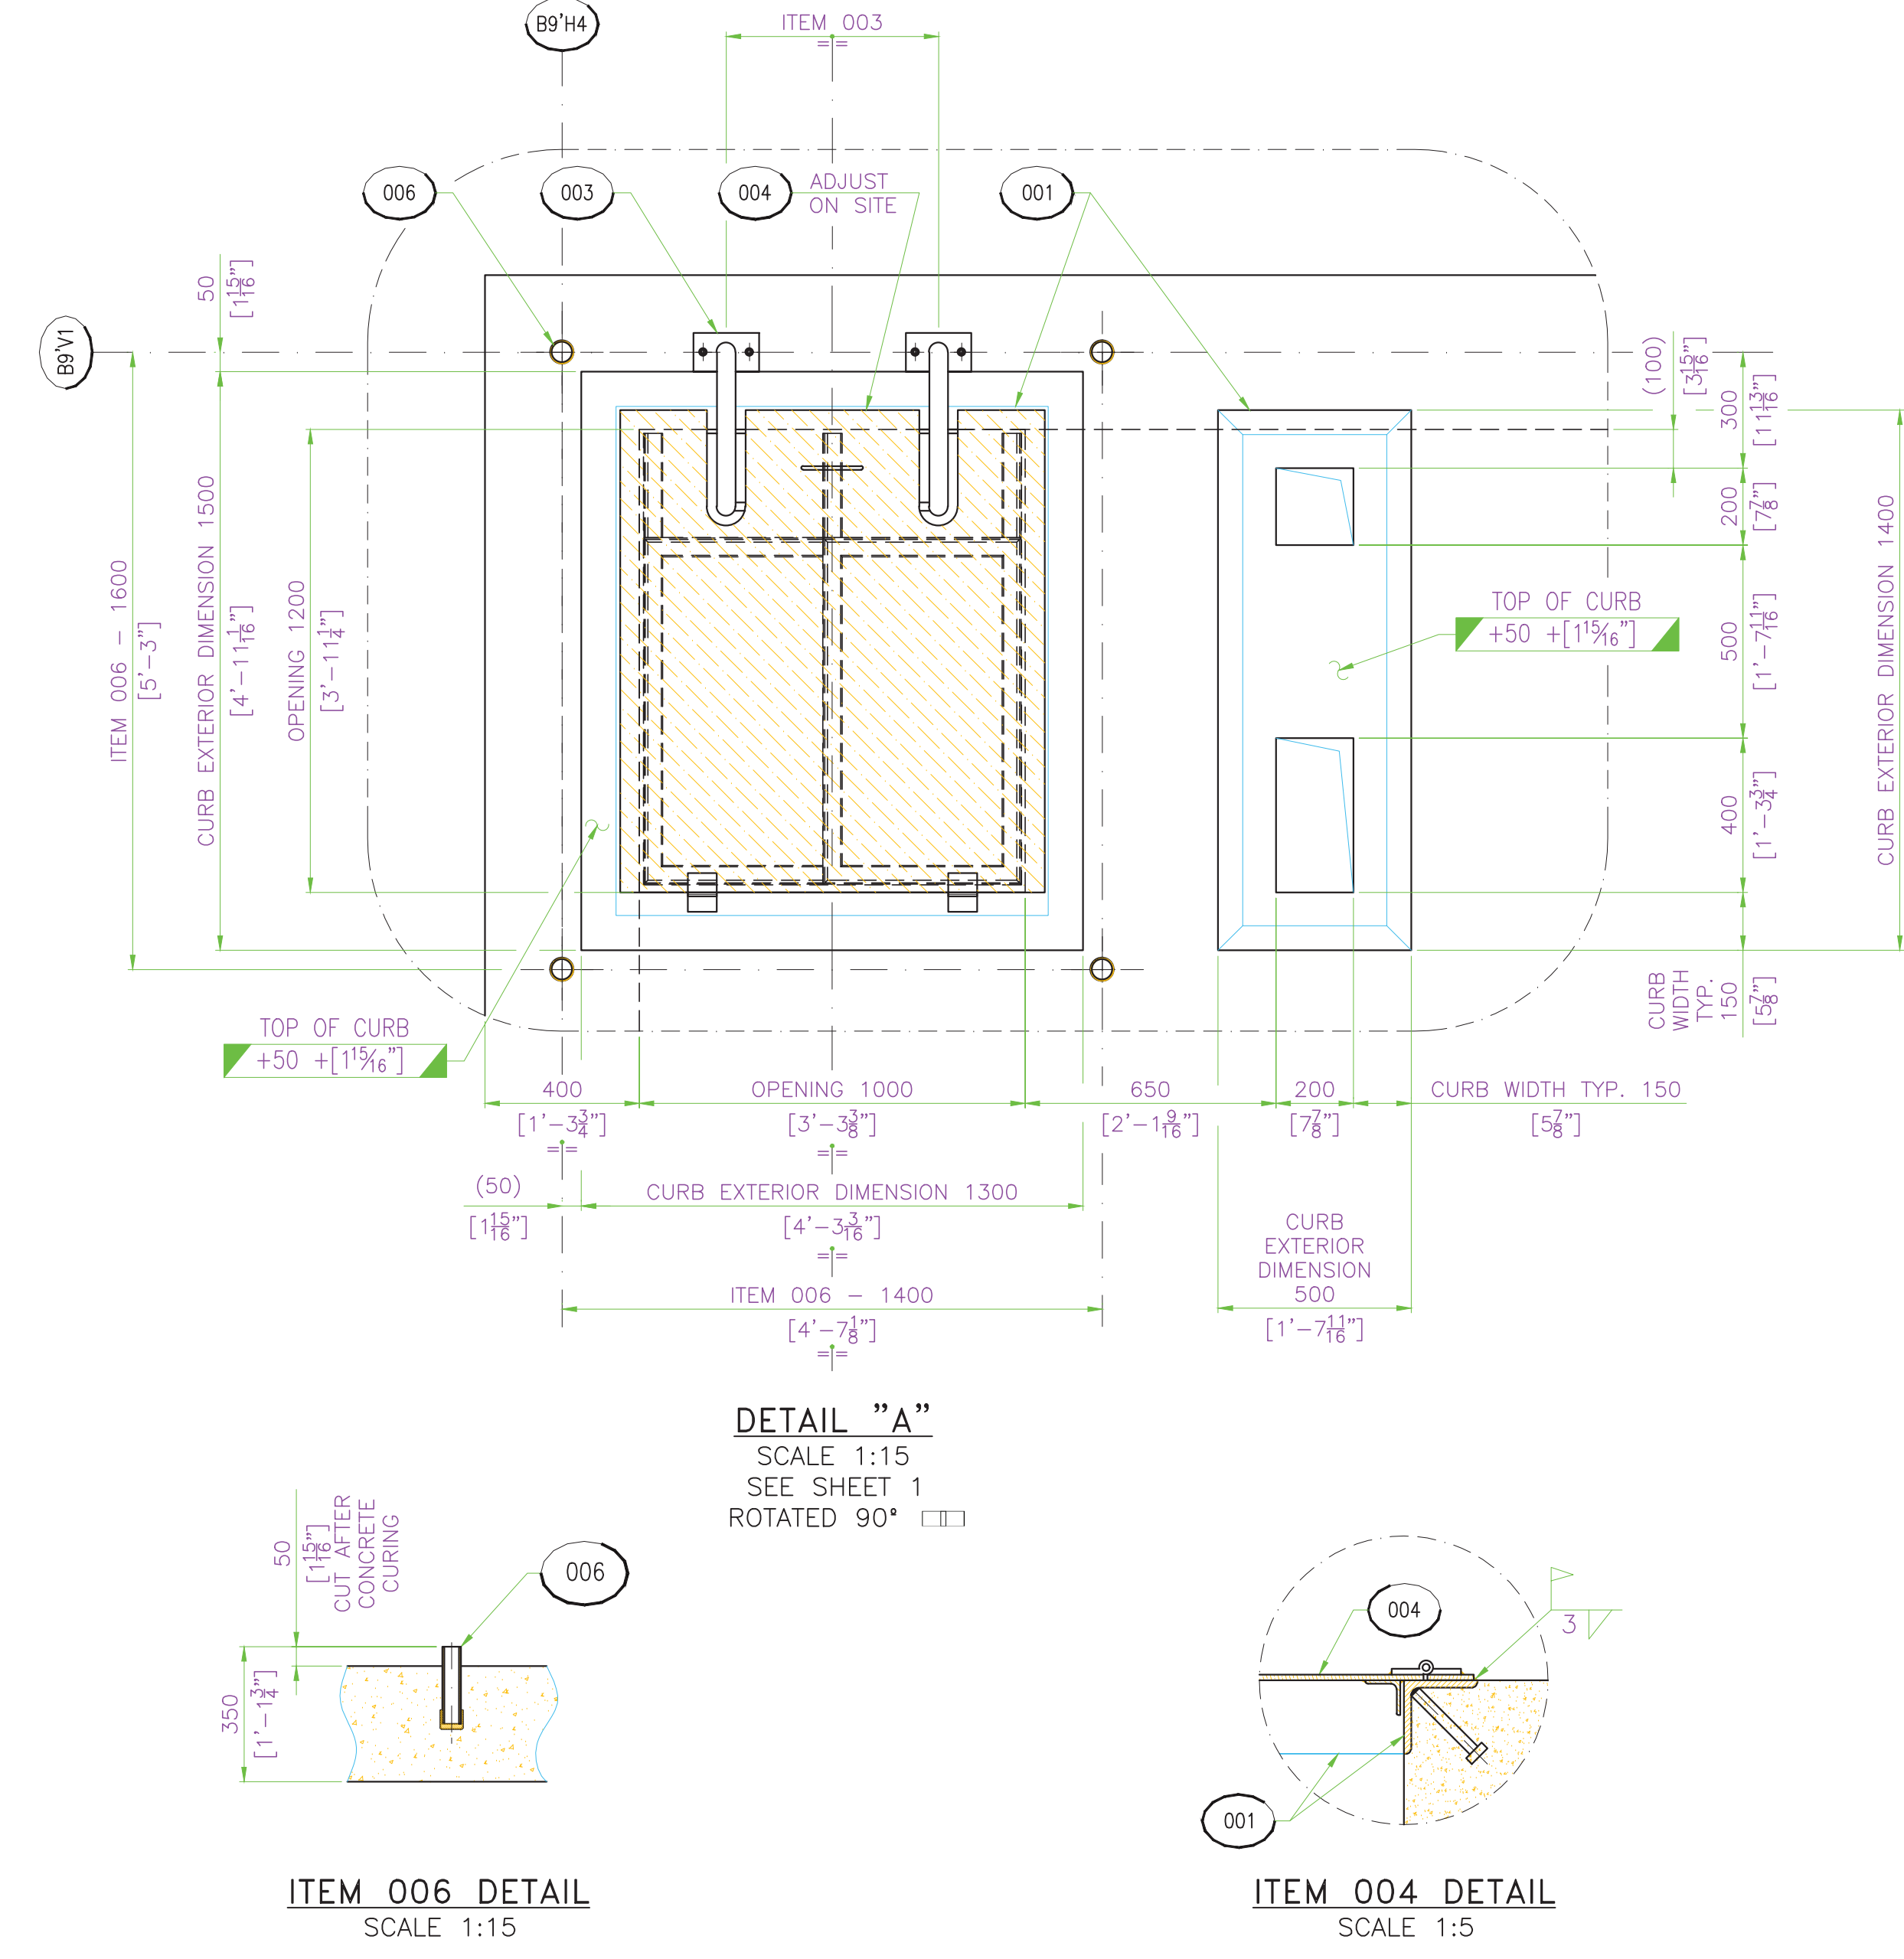 B9'H4
ITEM 003
==
006
003
004
ADJUST
ON SITE
001
50
[1 15/16"]
B9'V1
ITEM 006 – 1600
[5'–3"]
CURB EXTERIOR DIMENSION 1500
[4'–11 1/16"]
OPENING 1200
[3'–11 1/4"]
(100)
[3 15/16"]
300
[11 13/16"]
200
[7 7/8"]
500
[1'–7 11/16"]
400
[1'–3 3/4"]
CURB EXTERIOR DIMENSION 1400
CURB
WIDTH
TYP.
150
[5 7/8"]
TOP OF CURB
+50 +[1 15/16"]
TOP OF CURB
+50 +[1 15/16"]
400
[1'–3 3/4"]
==
OPENING 1000
[3'–3 3/8"]
==
650
[2'–1 9/16"]
200
[7 7/8"]
CURB WIDTH TYP. 150
[5 7/8"]
(50)
[1 15/16"]
CURB EXTERIOR DIMENSION 1300
[4'–3 3/16"]
==
CURB
EXTERIOR
DIMENSION
500
[1'–7 11/16"]
ITEM 006 – 1400
[4'–7 1/8"]
==
DETAIL "A"
SCALE 1:15
SEE SHEET 1
ROTATED 90°
50
[1 15/16"]
CUT AFTER
CONCRETE
CURING
006
350
[1'–1 3/4"]
ITEM 006 DETAIL
SCALE 1:15
004
3
001
ITEM 004 DETAIL
SCALE 1:5